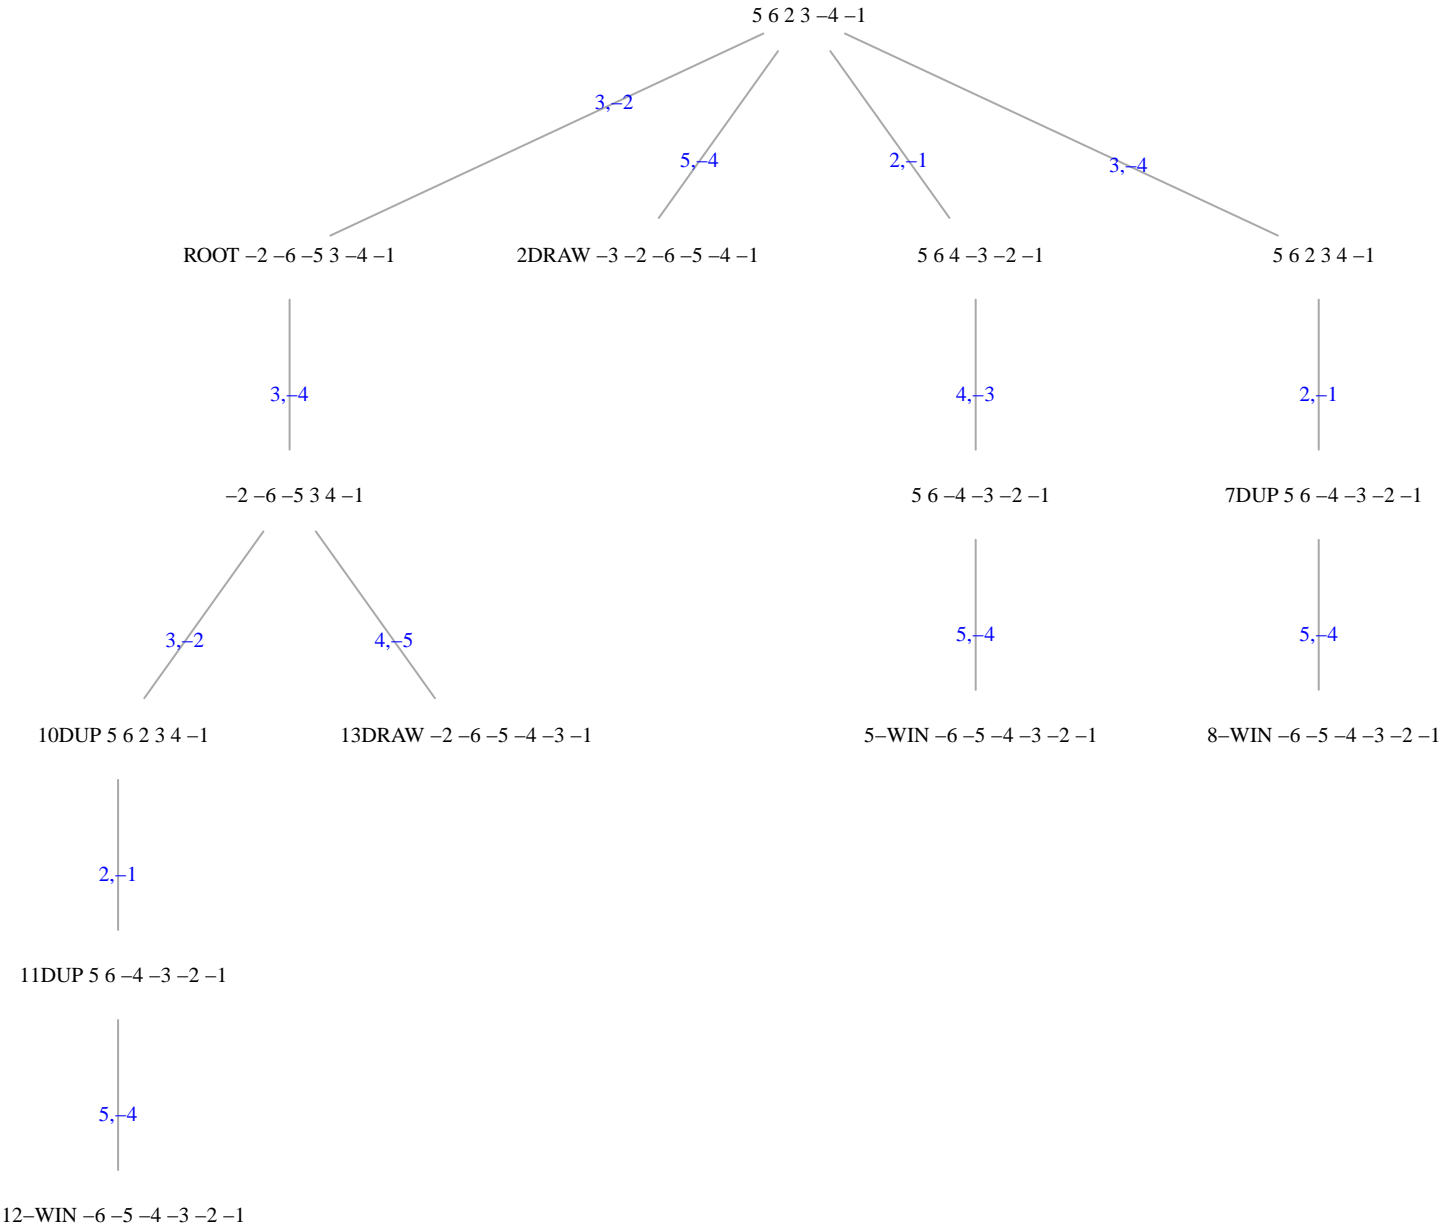 5 6 2 3 –4 –1
3,–2
5,–4
2,–1
3,–4
ROOT –2 –6 –5 3 –4 –1
2DRAW –3 –2 –6 –5 –4 –1
5 6 4 –3 –2 –1
5 6 2 3 4 –1
3,–4
4,–3
2,–1
–2 –6 –5 3 4 –1
5 6 –4 –3 –2 –1
7DUP 5 6 –4 –3 –2 –1
3,–2
4,–5
5,–4
5,–4
10DUP 5 6 2 3 4 –1
13DRAW –2 –6 –5 –4 –3 –1
5–WIN –6 –5 –4 –3 –2 –1
8–WIN –6 –5 –4 –3 –2 –1
2,–1
11DUP 5 6 –4 –3 –2 –1
5,–4
12–WIN –6 –5 –4 –3 –2 –1